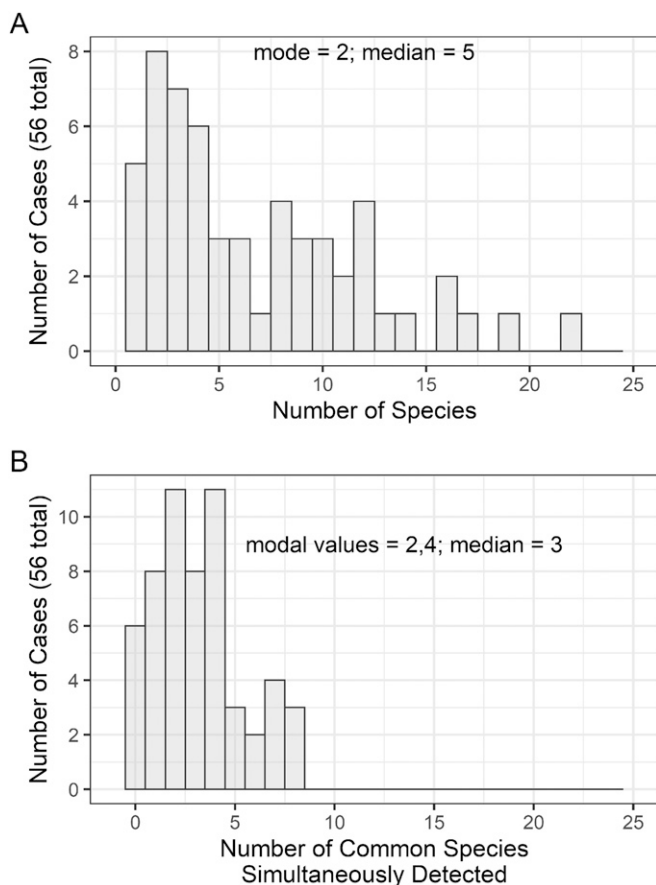 A
mode = 2; median = 5
Number of Cases (56 total)
8
6
4
2
0
0 5 10 15 20 25
Number of Species
B
modal values = 2,4; median = 3
Number of Cases (56 total)
10
8
6
4
2
0
0 5 10 15 20 25
Number of Common Species
Simultaneously Detected